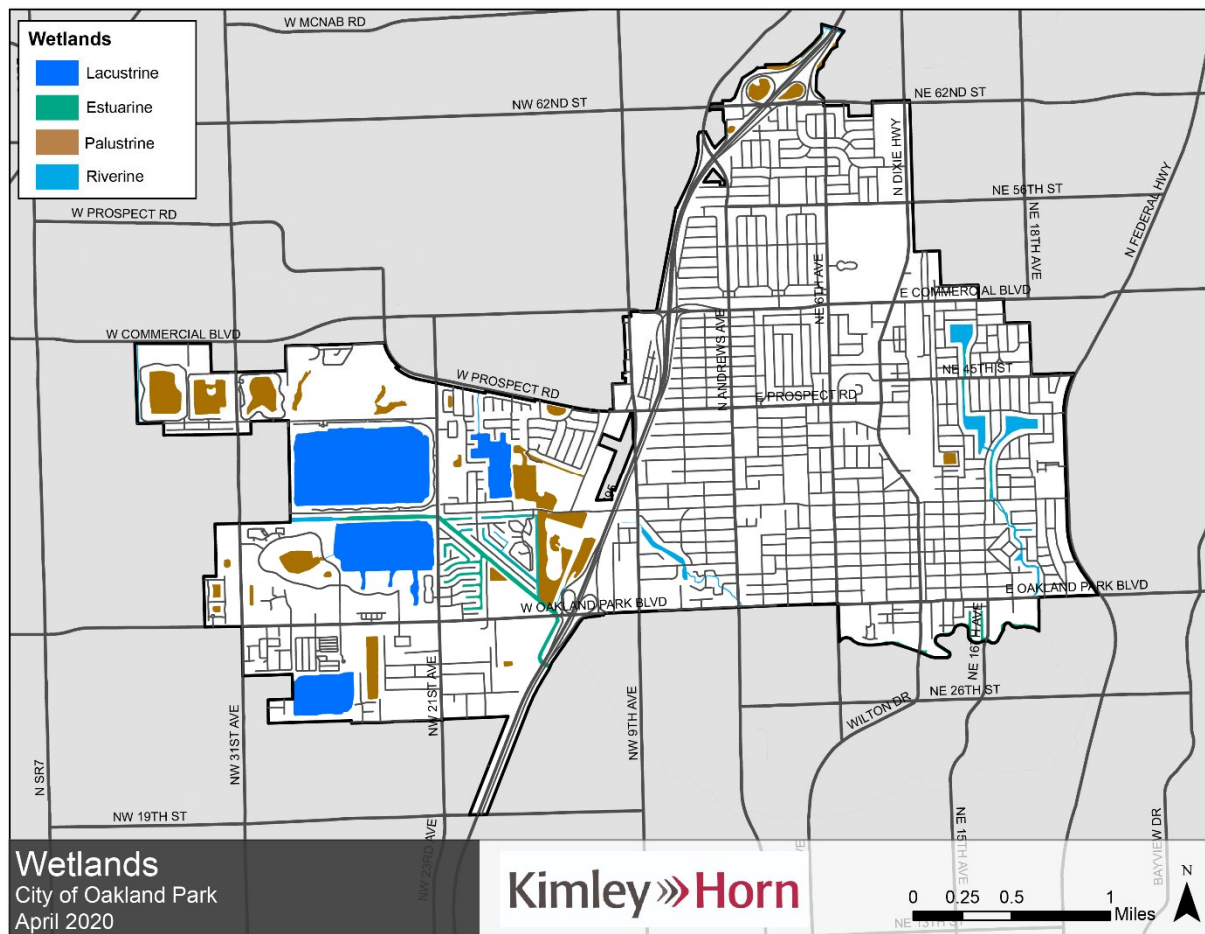 W MCNAB RD
Wetlands
Lacustrine
Estuarine
Palustrine
Riverine
NW 62ND ST
NE 62ND ST
N DIXIE HWY
NE 56TH ST
W PROSPECT RD
NE 18TH AVE
N FEDERAL HWY
NE 6TH AVE
E COMMERCIAL BLVD
W COMMERCIAL BLVD
N ANDREWS AVE
W PROSPECT RD
NE 45TH ST
E PROSPECT RD
95
W OAKLAND PARK BLVD
E OAKLAND PARK BLVD
NE 16TH AVE
NE 26TH ST
WILTON DR
N SR7
NW 31ST AVE
NW 21ST AVE
NW 9TH AVE
NW 19TH ST
NW 23RD AVE
NE 15TH AVE
BAYVIEW DR
NE 13TH ST
Wetlands
City of Oakland Park
April 2020
Kimley Horn
0 0.25 0.5 1
Miles
N